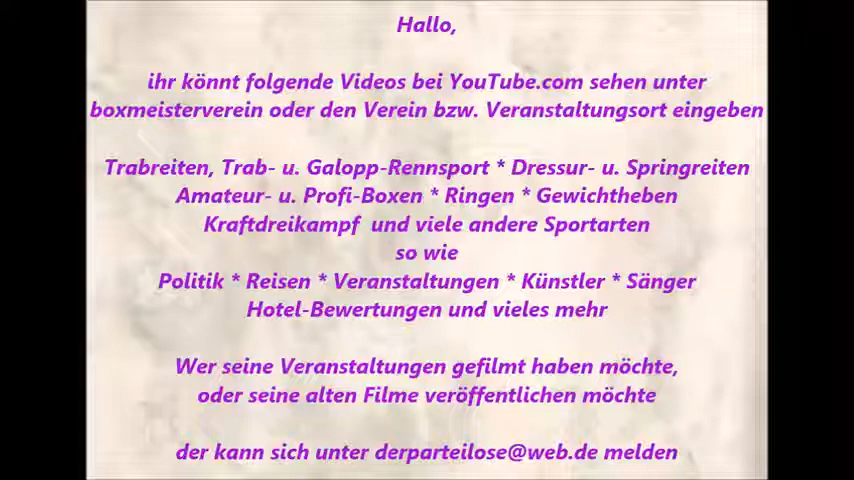 Hallo,
ihr könnt folgende Videos bei YouTube.com sehen unter
boxmeisterverein oder den Verein bzw. Veranstaltungsort eingeben
Trabreiten, Trab- u. Galopp-Rennsport * Dressur- u. Springreiten
Amateur- u. Profi-Boxen * Ringen * Gewichtheben
Kraftdreikampf und viele andere Sportarten
so wie
Politik * Reisen * Veranstaltungen * Künstler * Sänger
Hotel-Bewertungen und vieles mehr
Wer seine Veranstaltungen gefilmt haben möchte,
oder seine alten Filme veröffentlichen möchte
der kann sich unter derparteilose@web.de melden